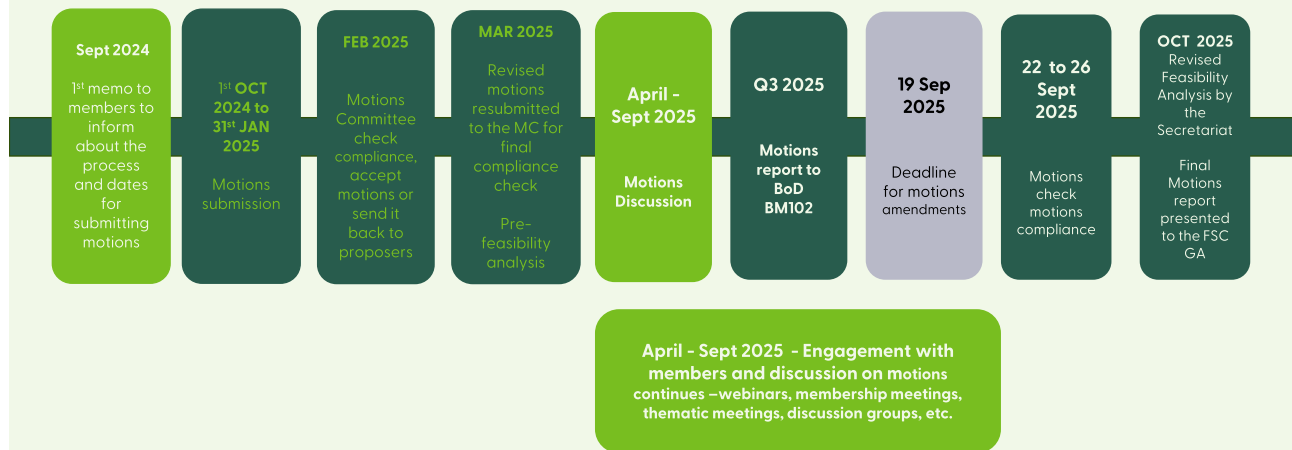 Sept 2024
1st memo to
members to
inform
about the
process
and dates
for
submitting
motions
1st OCT
2024 to
31st JAN
2025
Motions
submission
FEB 2025
Motions
Committee
check
compliance,
accept
motions or
send it
back to
proposers
MAR 2025
Revised
motions
resubmitted
to the MC for
final
compliance
check
Pre-
feasibility
analysis
April -
Sept 2025
Motions
Discussion
Q3 2025
Motions
report to
BoD
BM102
19 Sep
2025
Deadline
for motions
amendments
22 to 26
Sept
2025
Motions
check
motions
compliance
OCT 2025
Revised
Feasibility
Analysis by
the
Secretariat
Final
Motions
report
presented
to the FSC
GA
April - Sept 2025 - Engagement with
members and discussion on motions
continues –webinars, membership meetings,
thematic meetings, discussion groups, etc.